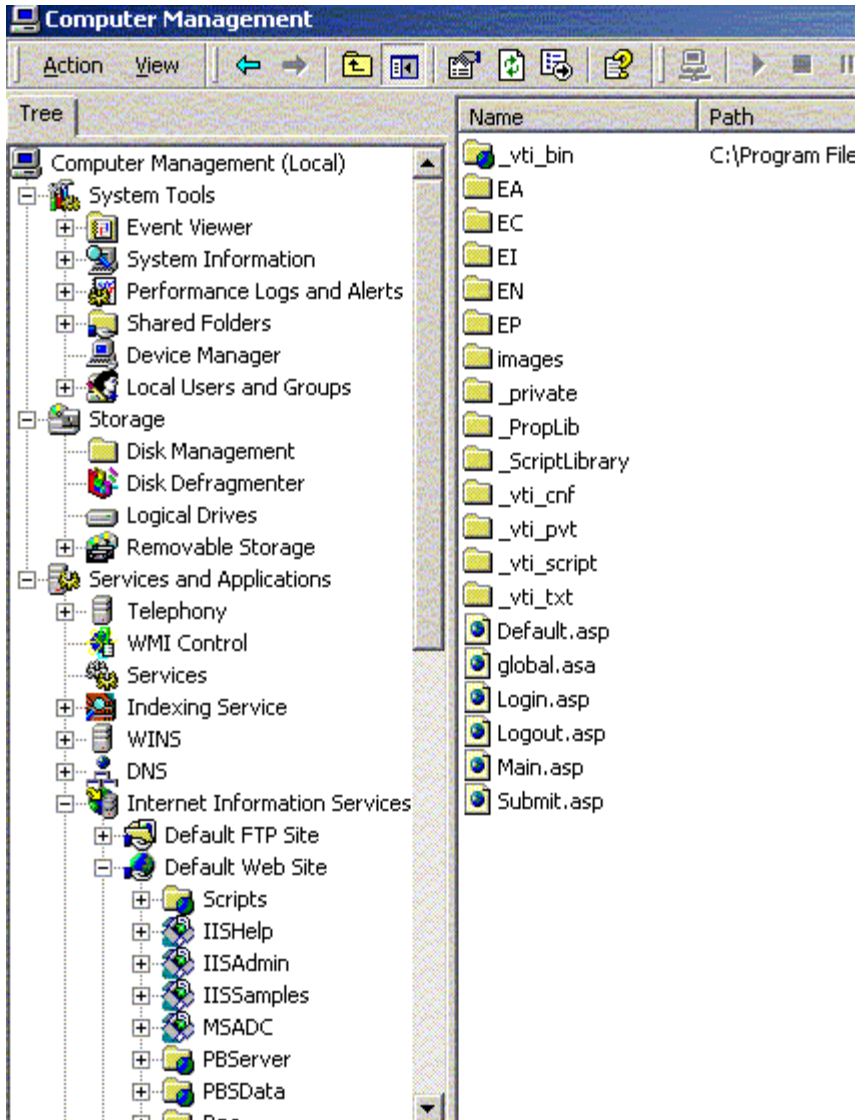 Computer Management
Action View
Tree
Computer Management (Local)
System Tools
Event Viewer
System Information
Performance Logs and Alerts
Shared Folders
Device Manager
Local Users and Groups
Storage
Disk Management
Disk Defragmenter
Logical Drives
Removable Storage
Services and Applications
Telephony
WMI Control
Services
Indexing Service
WINS
DNS
Internet Information Services
Default FTP Site
Default Web Site
Scripts
IISHelp
IISAdmin
IISSamples
MSADC
PBServer
PBSData
Name Path
_vti_bin C:\Program File
EA
EC
EI
EN
EP
images
_private
_PropLib
_ScriptLibrary
_vti_cnf
_vti_pvt
_vti_script
_vti_txt
Default.asp
global.asa
Login.asp
Logout.asp
Main.asp
Submit.asp